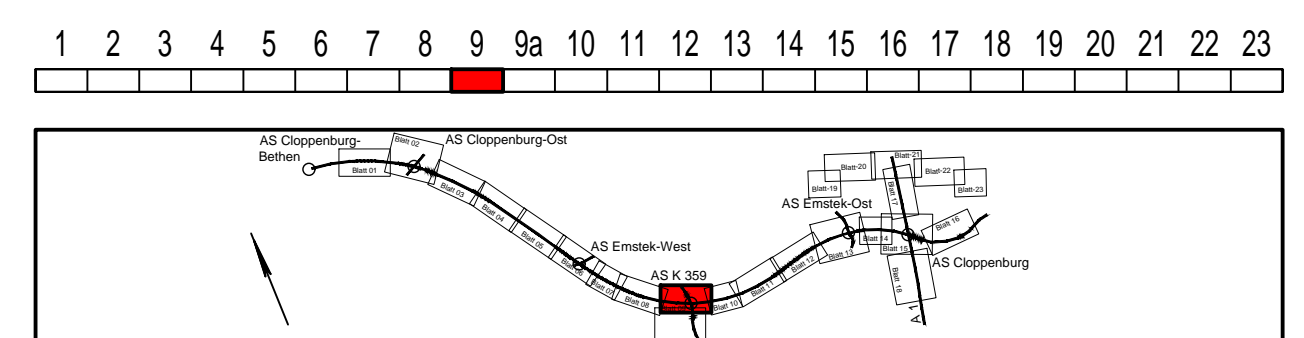 1 2 3 4 5 6 7 8 9 9a 10 11 12 13 14 15 16 17 18 19 20 21 22 23
AS Cloppenburg-
Bethen
AS Cloppenburg-Ost
Blatt 01
Blatt 02
Blatt 03
Blatt 04
Blatt 05
Blatt 06
AS Emstek-West
Blatt 07
Blatt 08
AS K 359
Blatt 10
Blatt 11
Blatt 12
AS Emstek-Ost
Blatt 13
Blatt 14
Blatt 15
Blatt 16
Blatt 17
Blatt 18
Blatt-19
Blatt-20
Blatt-21
Blatt-22
Blatt-23
AS Cloppenburg
A 1